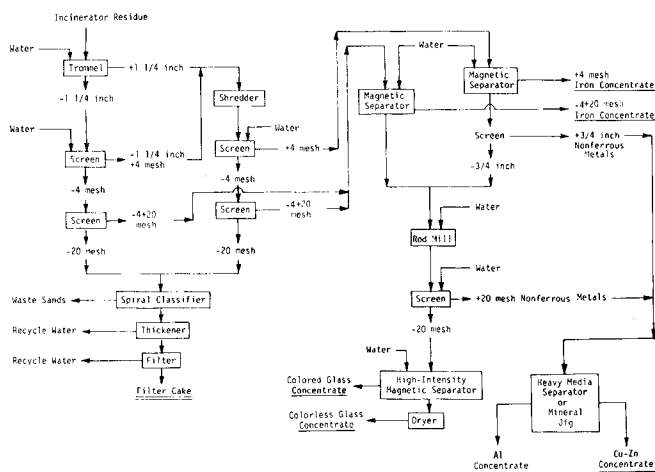 Incinerator Residue
Water
Trommel
+1 1/4 inch
-1 1/4 inch
Water
Screen
-1 1/4 inch
+4 mesh
-4 mesh
Screen
-4+20
mesh
-20 mesh
Shredder
Water
Screen
+4 mesh
-4 mesh
Screen
-4+20
mesh
-20 mesh
Waste Sands
Spiral Classifier
Recycle Water
Thickener
Recycle Water
Filter
Filter Cake
Water
Magnetic
Separator
Magnetic
Separator
+4 mesh
Iron Concentrate
-4+20 mesh
Iron Concentrate
Screen
+3/4 inch
Nonferrous
Metals
-3/4 inch
Water
Rod Mill
Water
Screen
+20 mesh Nonferrous Metals
-20 mesh
Water
Colored Glass
Concentrate
High-Intensity
Magnetic Separator
Colorless Glass
Concentrate
Dryer
Heavy Media
Separator
or
Mineral
Jig
Al
Concentrate
Cu-Zn
Concentrate